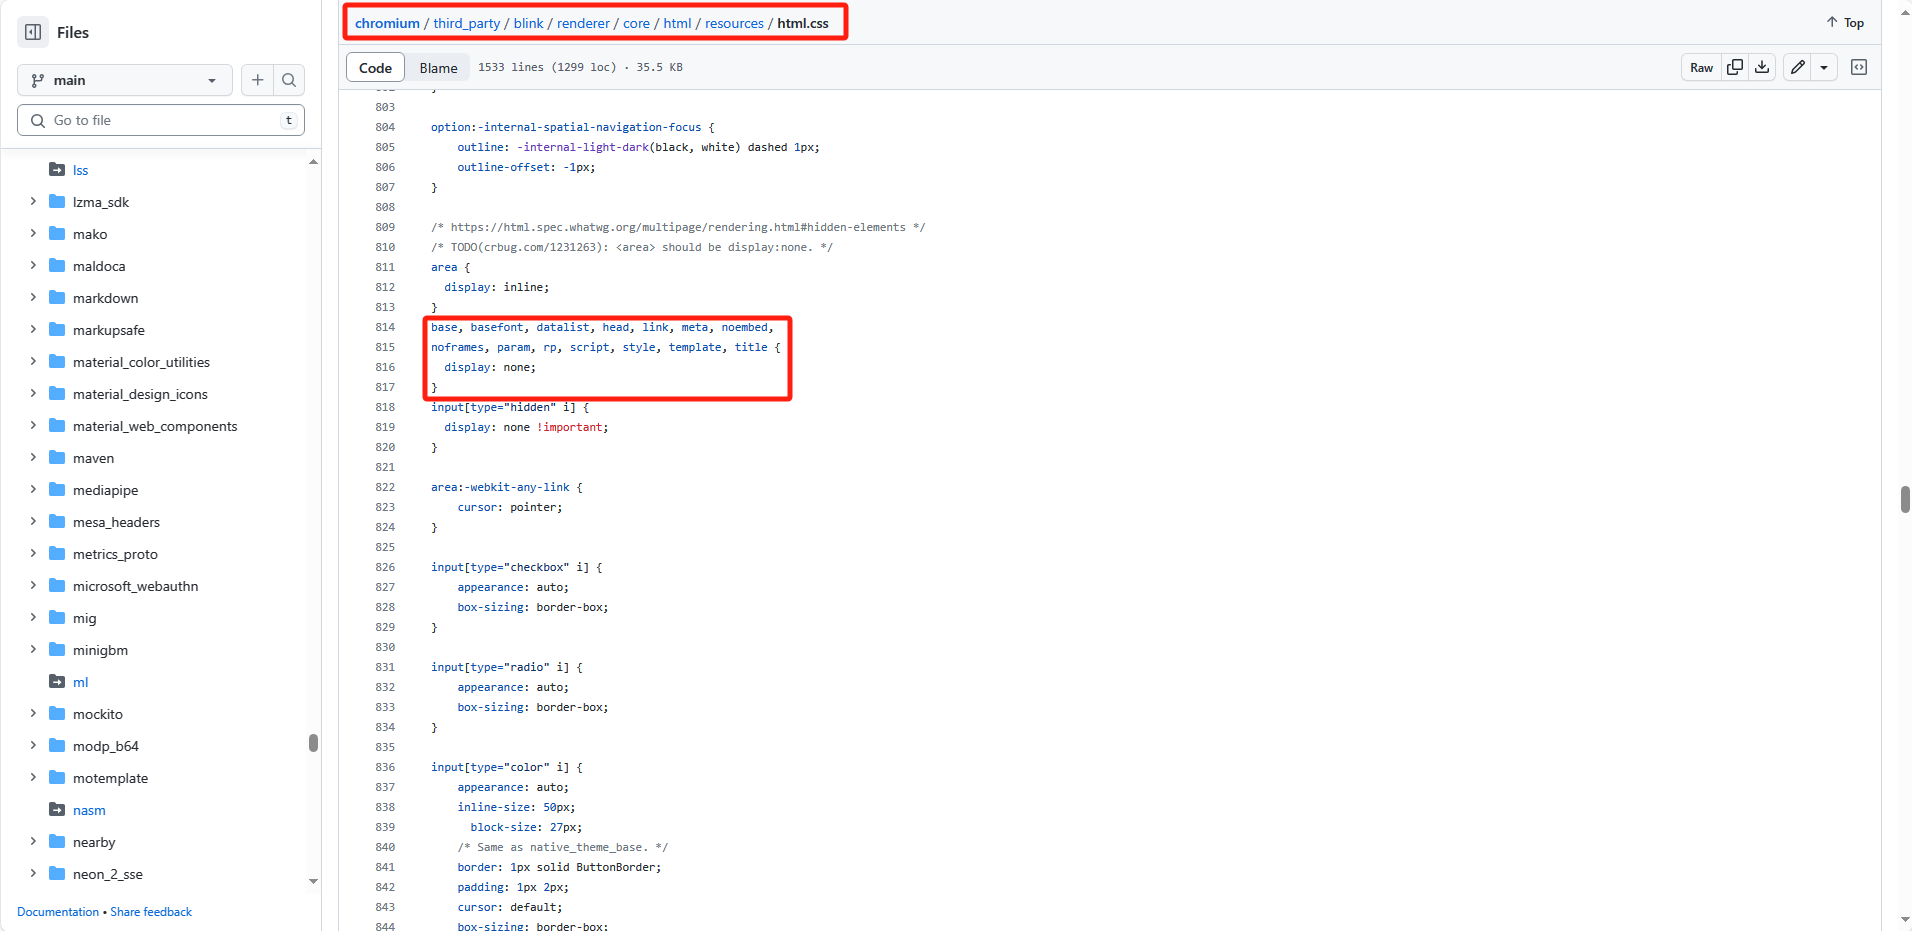 Files
main
Go to file
t
lss
lzma_sdk
mako
maldoca
markdown
markupsafe
material_color_utilities
material_design_icons
material_web_components
maven
mediapipe
mesa_headers
metrics_proto
microsoft_webauthn
mig
minigbm
ml
mockito
modp_b64
motemplate
nasm
nearby
neon_2_sse
Documentation • Share feedback
chromium / third_party / blink / renderer / core / html / resources / html.css
Top
Code Blame 1533 lines (1299 loc) · 35.5 KB
Raw
803
804 option:-internal-spatial-navigation-focus {
805 outline: -internal-light-dark(black, white) dashed 1px;
806 outline-offset: -1px;
807 }
808
809 /* https://html.spec.whatwg.org/multipage/rendering.html#hidden-elements */
810 /* TODO(crbug.com/1231263): <area> should be display:none. */
811 area {
812 display: inline;
813 }
814 base, basefont, datalist, head, link, meta, noembed,
815 noframes, param, rp, script, style, template, title {
816 display: none;
817 }
818 input[type="hidden" i] {
819 display: none !important;
820 }
821
822 area:-webkit-any-link {
823 cursor: pointer;
824 }
825
826 input[type="checkbox" i] {
827 appearance: auto;
828 box-sizing: border-box;
829 }
830
831 input[type="radio" i] {
832 appearance: auto;
833 box-sizing: border-box;
834 }
835
836 input[type="color" i] {
837 appearance: auto;
838 inline-size: 50px;
839 block-size: 27px;
840 /* Same as native_theme_base. */
841 border: 1px solid ButtonBorder;
842 padding: 1px 2px;
843 cursor: default;
844 box-sizing: border-box;